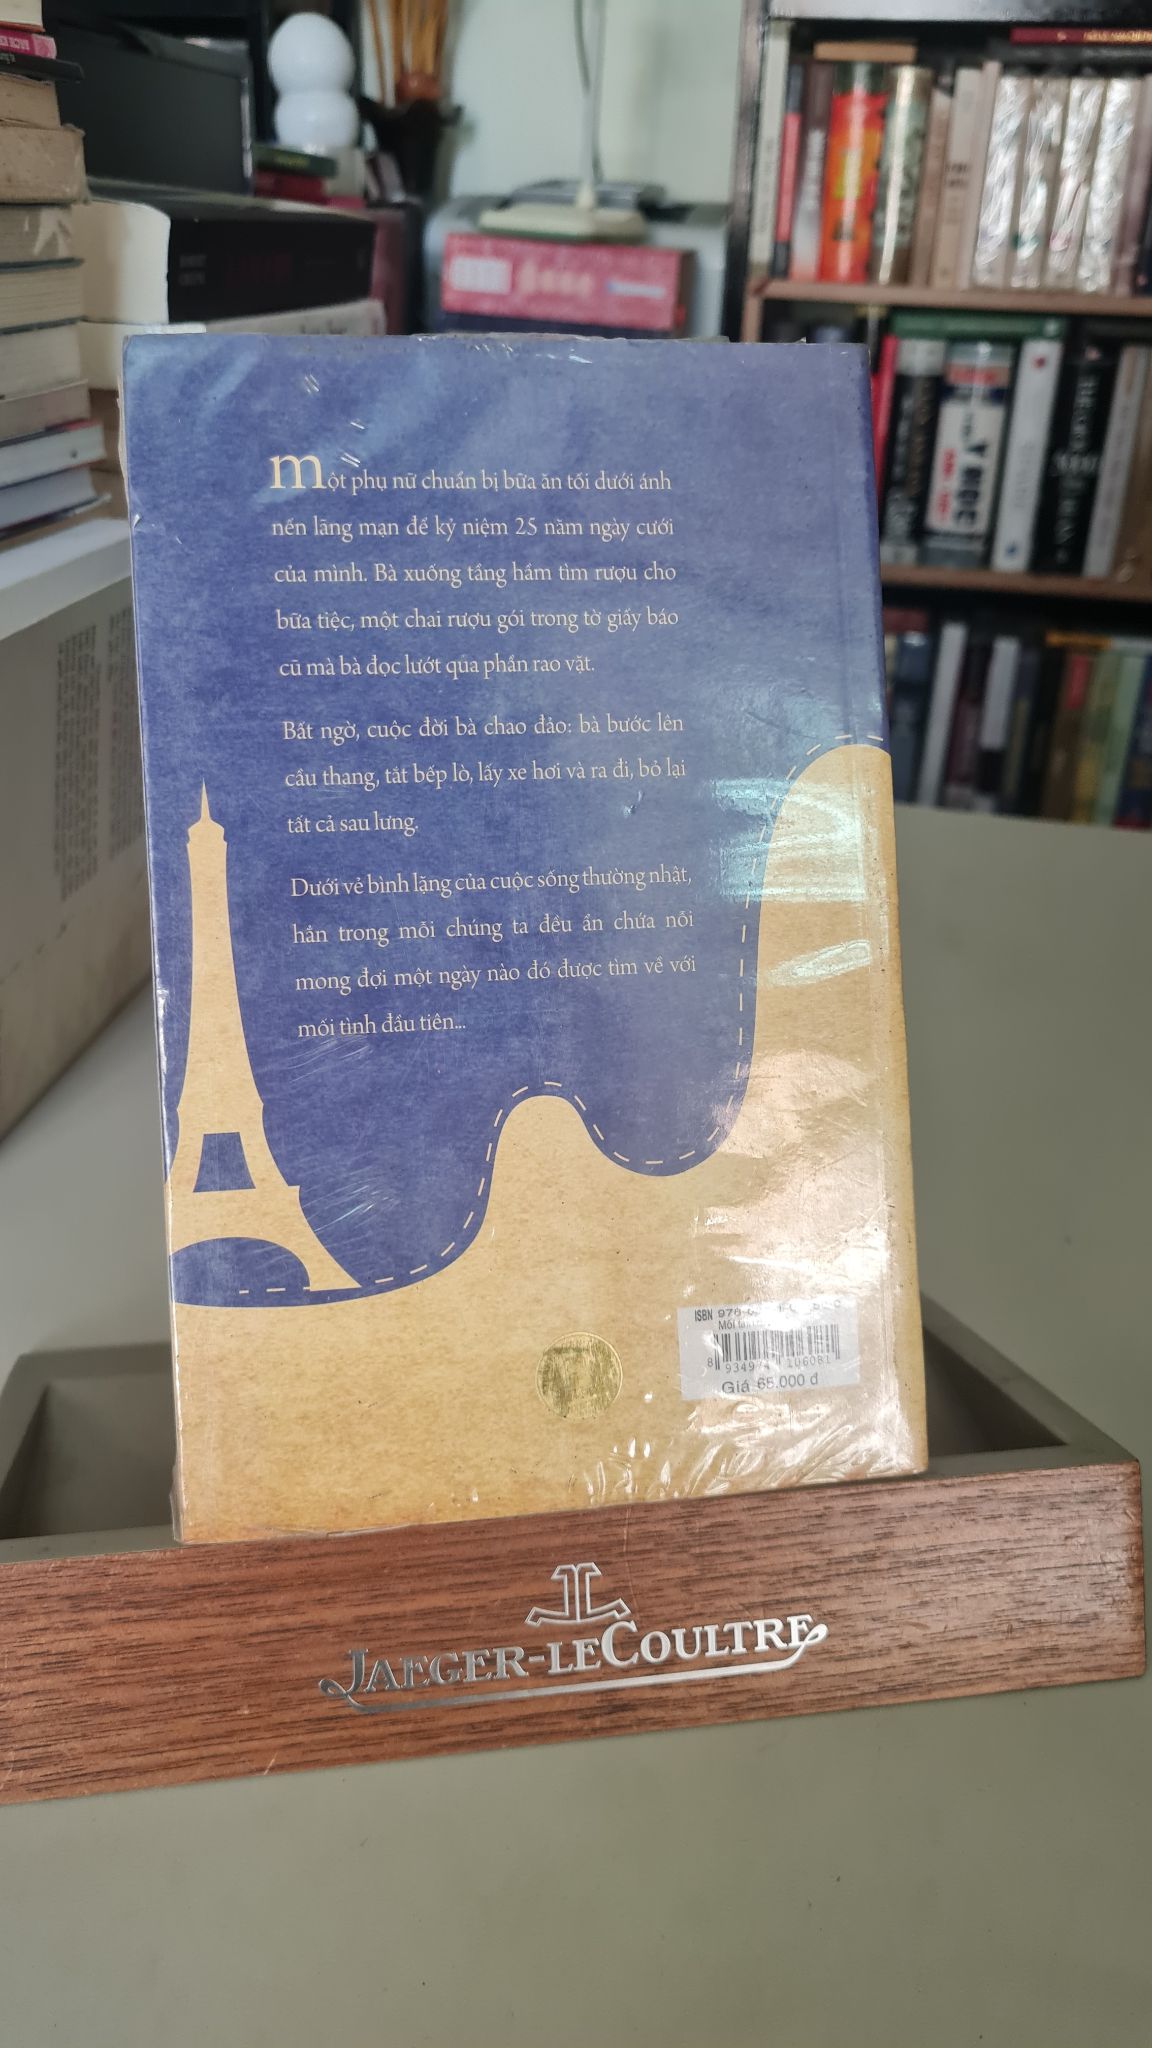 Một phụ nữ chuẩn bị bữa ăn tối dưới ánh
nến lãng mạn để kỷ niệm 25 năm ngày cưới
của mình. Bà xuống tầng hầm tìm rượu cho
bữa tiệc, một chai rượu gói trong tờ giấy báo
cũ mà bà đọc lướt qua phần rao vặt.
Bất ngờ, cuộc đời bà chao đảo: bà bước lên
cầu thang, tắt bếp lò, lấy xe hơi và ra đi, bỏ lại
tất cả sau lưng.
Dưới vẻ bình lặng của cuộc sống thường nhật,
hẳn trong mỗi chúng ta đều ẩn chứa nỗi
mong đợi một ngày nào đó được tìm về với
mối tình đầu tiên...
ISBN
Giá 65.000 đ
JAEGER-LECOULTRE